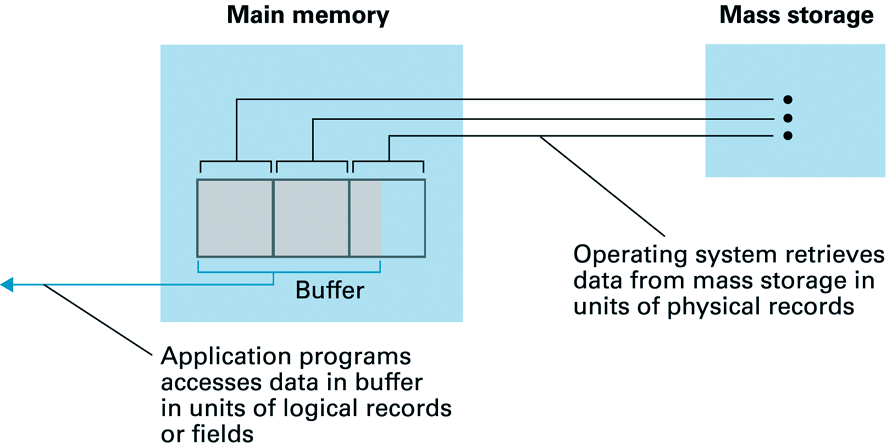 Main memory
Mass storage
Buffer
Operating system retrieves
data from mass storage in
units of physical records
Application programs
accesses data in buffer
in units of logical records
or fields